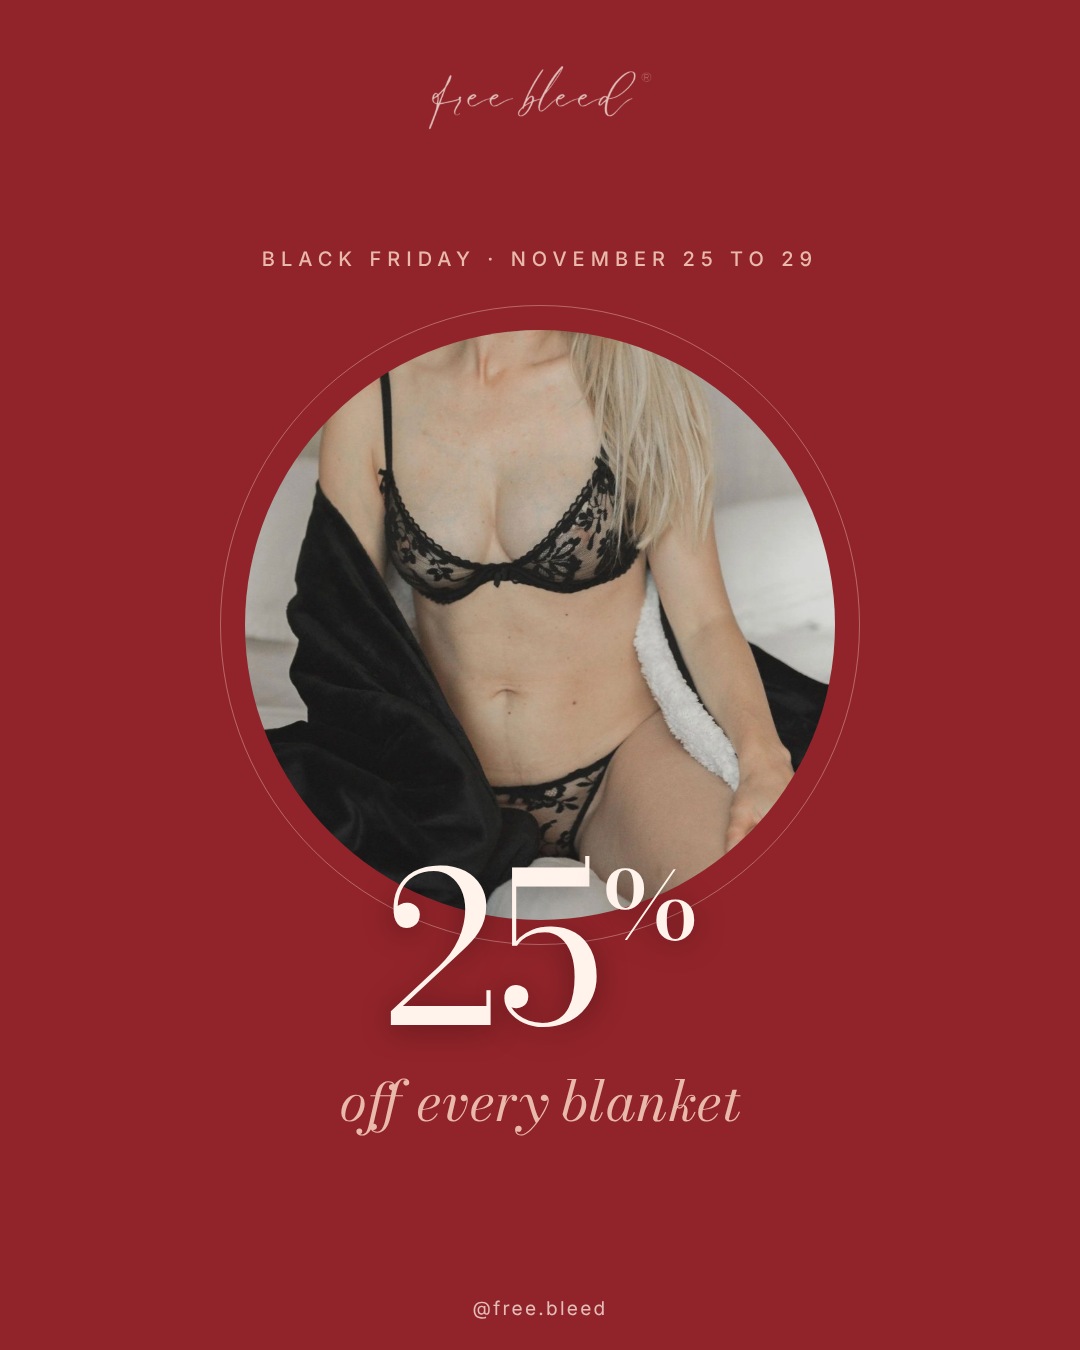 free bleed®
BLACK FRIDAY · NOVEMBER 25 TO 29
25%
off every blanket
@free.bleed